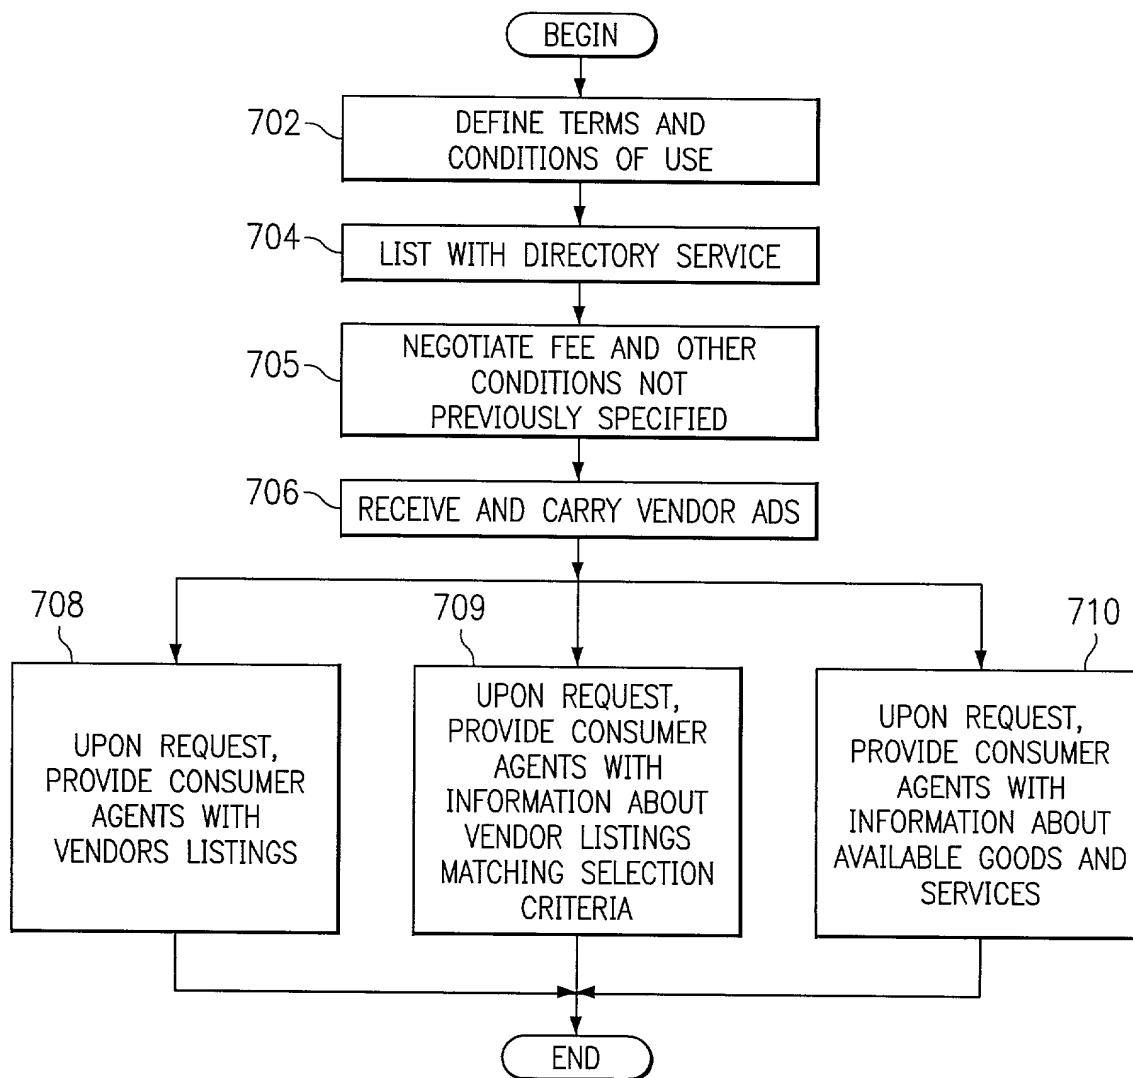 BEGIN
702
DEFINE TERMS AND
CONDITIONS OF USE
704
LIST WITH DIRECTORY SERVICE
705
NEGOTIATE FEE AND OTHER
CONDITIONS NOT
PREVIOUSLY SPECIFIED
706
RECEIVE AND CARRY VENDOR ADS
708
UPON REQUEST,
PROVIDE CONSUMER
AGENTS WITH
VENDORS LISTINGS
709
UPON REQUEST,
PROVIDE CONSUMER
AGENTS WITH
INFORMATION ABOUT
VENDOR LISTINGS
MATCHING SELECTION
CRITERIA
710
UPON REQUEST,
PROVIDE CONSUMER
AGENTS WITH
INFORMATION ABOUT
AVAILABLE GOODS AND
SERVICES
END